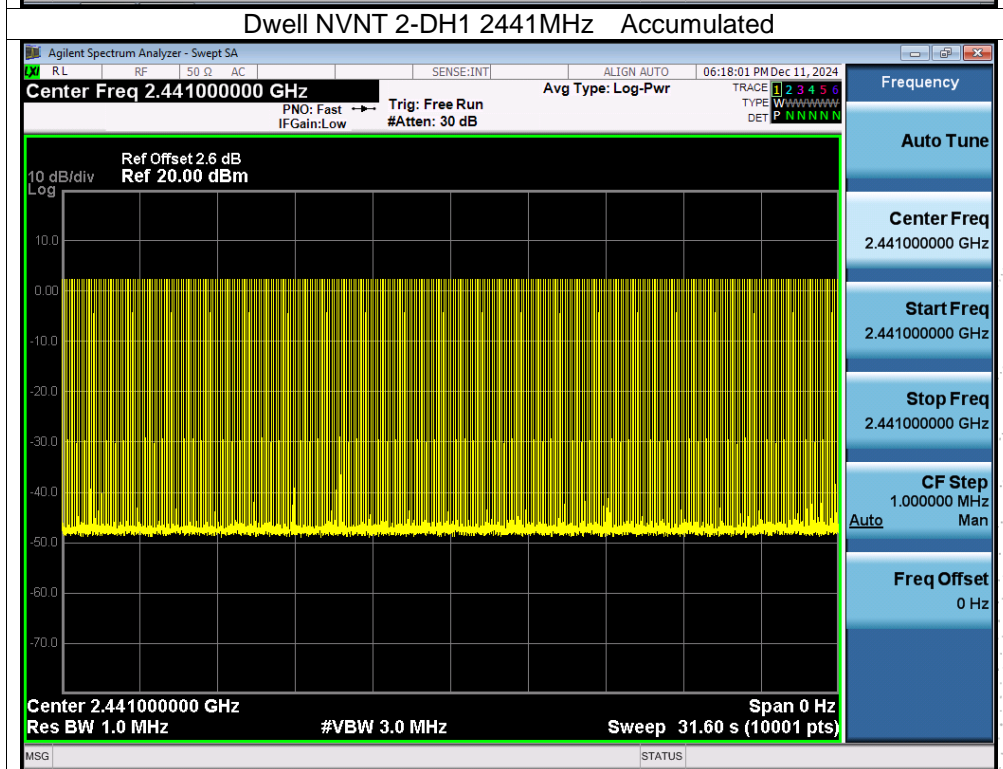 Dwell NVNT 2-DH1 2441MHz Accumulated
Agilent Spectrum Analyzer - Swept SA
LXI RL RF 50 Ω AC SENSE:INT ALIGN AUTO 06:18:01 PM Dec 11, 2024
Center Freq 2.441000000 GHz
PNO: Fast
IFGain:Low
Trig: Free Run
#Atten: 30 dB
Avg Type: Log-Pwr
TRACE 1 2 3 4 5 6
TYPE WWWWWWW
DET P N N N N N
Frequency
Auto Tune
Center Freq
2.441000000 GHz
Start Freq
2.441000000 GHz
Stop Freq
2.441000000 GHz
CF Step
1.000000 MHz
Auto Man
Freq Offset
0 Hz
Ref Offset 2.6 dB
10 dB/div Ref 20.00 dBm
Log
10.0
0.00
-10.0
-20.0
-30.0
-40.0
-50.0
-60.0
-70.0
Center 2.441000000 GHz Span 0 Hz
Res BW 1.0 MHz #VBW 3.0 MHz Sweep 31.60 s (10001 pts)
MSG STATUS